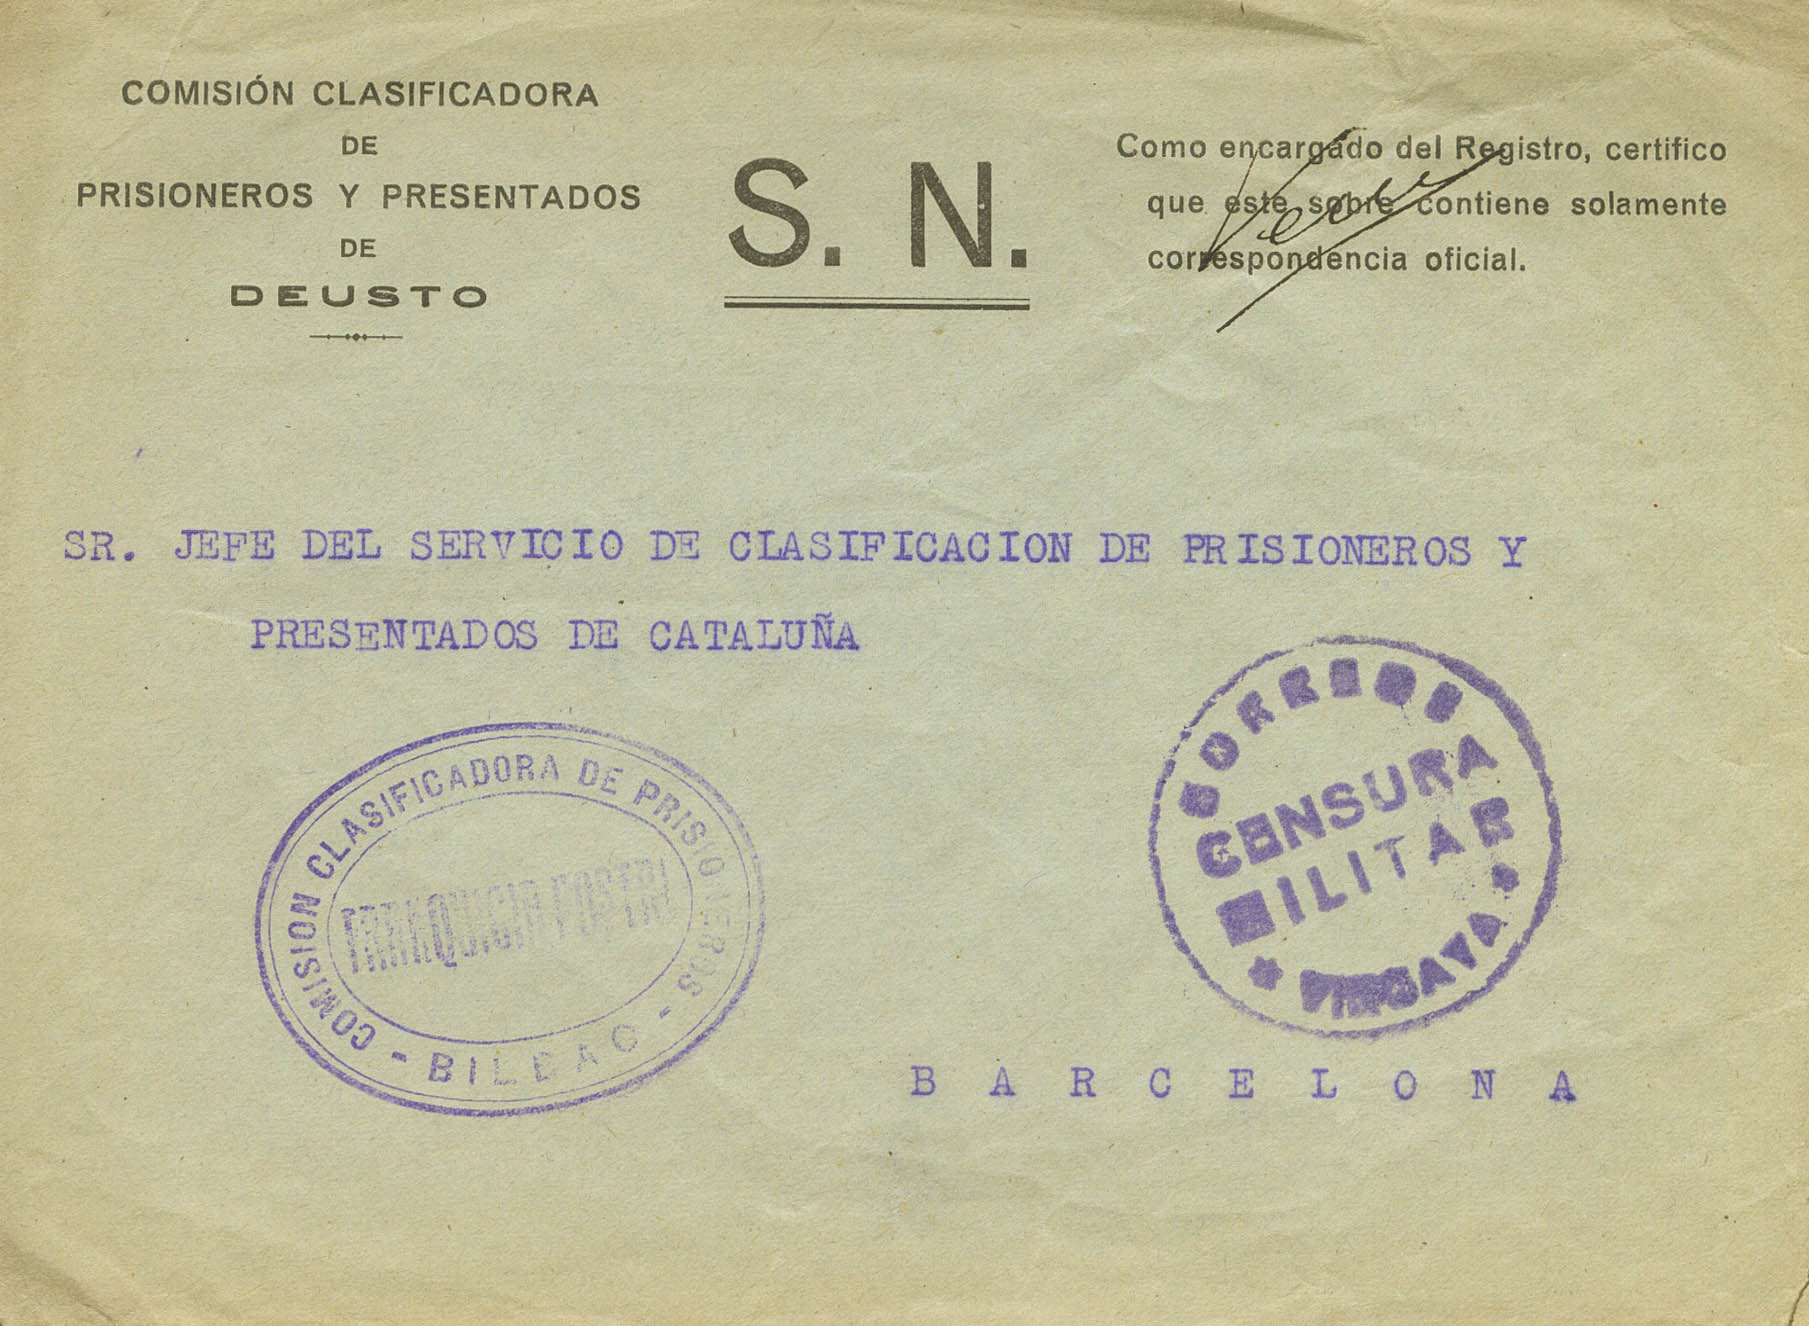 COMISIÓN CLASIFICADORA
DE
PRISIONEROS Y PRESENTADOS
DE
DEUSTO
S. N.
Como encargado del Registro, certifico
que este sobre contiene solamente
correspondencia oficial.
SR. JEFE DEL SERVICIO DE CLASIFICACION DE PRISIONEROS Y
PRESENTADOS DE CATALUÑA
COMISION CLASIFICADORA DE PRISIONEROS
FRANQUICIA POSTAL
- BILBAO -
CORREOS
CENSURA
MILITAR
* VIZCAYA *
B A R C E L O N A